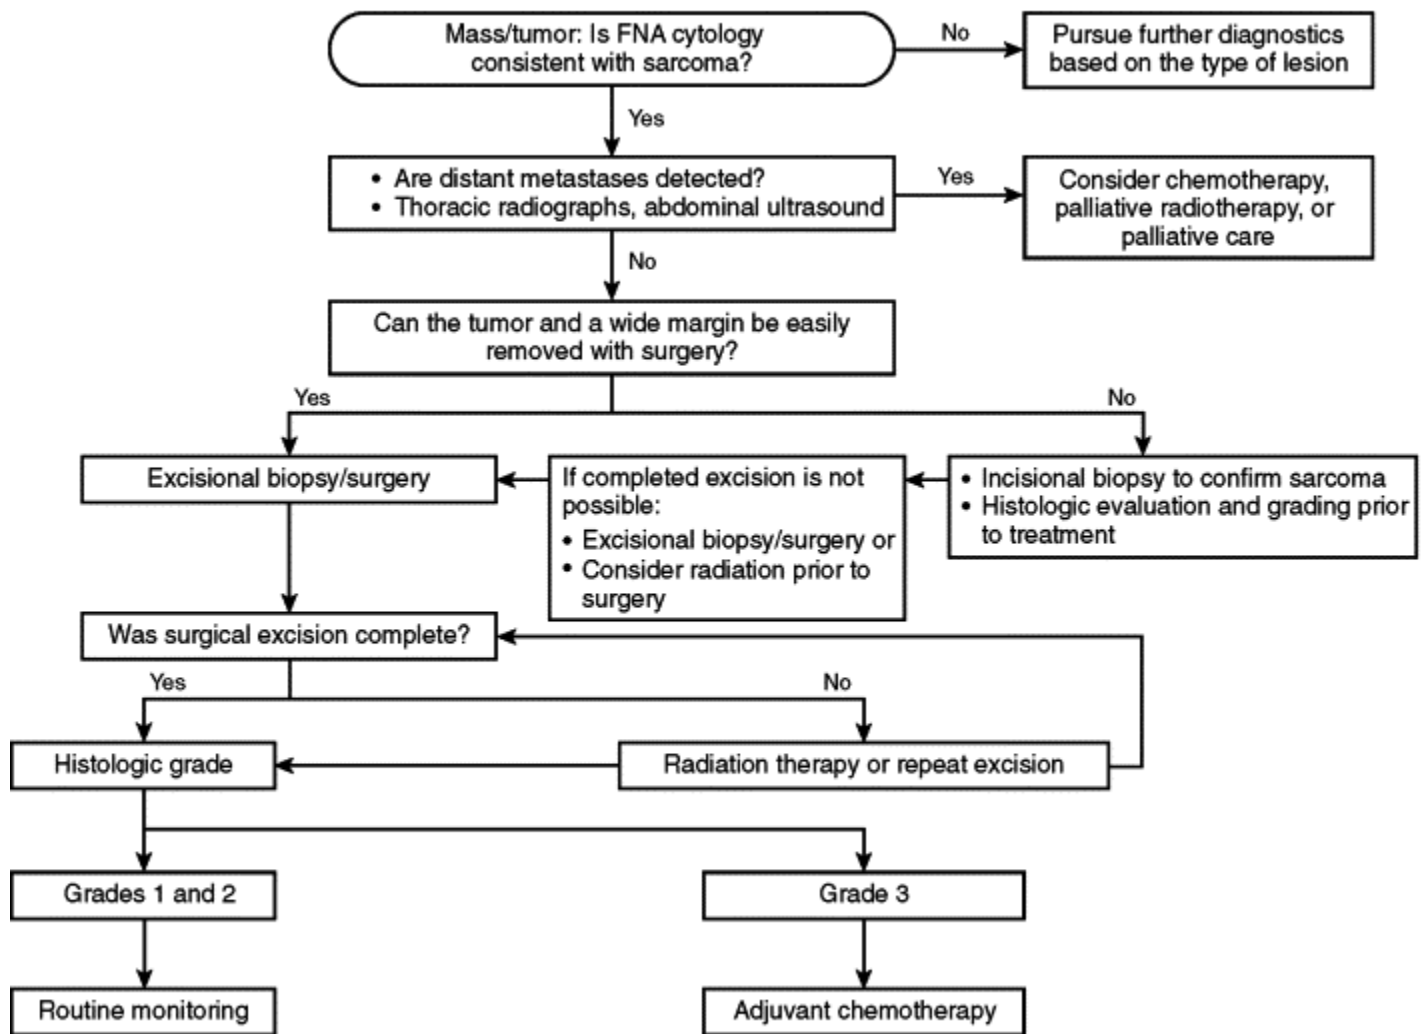 Mass/tumor: Is FNA cytology
consistent with sarcoma?
No
Pursue further diagnostics
based on the type of lesion
Yes
• Are distant metastases detected?
• Thoracic radiographs, abdominal ultrasound
Yes
Consider chemotherapy,
palliative radiotherapy, or
palliative care
No
Can the tumor and a wide margin be easily
removed with surgery?
Yes
No
Excisional biopsy/surgery
If completed excision is not
possible:
• Excisional biopsy/surgery or
• Consider radiation prior to
surgery
• Incisional biopsy to confirm sarcoma
• Histologic evaluation and grading prior
to treatment
Was surgical excision complete?
Yes
No
Histologic grade
Radiation therapy or repeat excision
Grades 1 and 2
Grade 3
Routine monitoring
Adjuvant chemotherapy